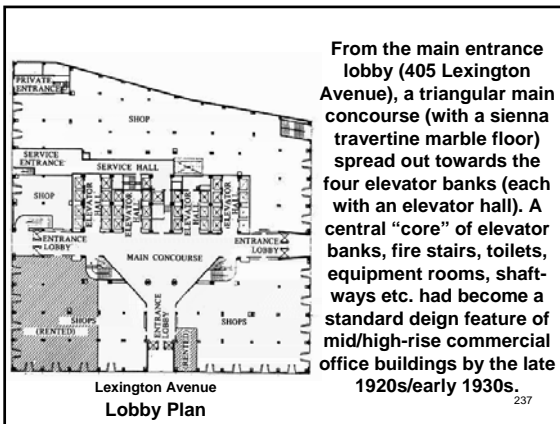 PRIVATE
ENTRANCE
SHOP
SERVICE
ENTRANCE
SERVICE HALL
SHOP
ELEVATOR
HALL
ELEVATOR
HALL
ELEVATOR
HALL
ELEVATOR
HALL
ENTRANCE
LOBBY
ENTRANCE
LOBBY
MAIN CONCOURSE
ENTRANCE
LOBBY
SHOPS
(RENTED)
(RENTED)
SHOPS
Lexington Avenue
Lobby Plan
From the main entrance
lobby (405 Lexington
Avenue), a triangular main
concourse (with a sienna
travertine marble floor)
spread out towards the
four elevator banks (each
with an elevator hall). A
central “core” of elevator
banks, fire stairs, toilets,
equipment rooms, shaft-
ways etc. had become a
standard deign feature of
mid/high-rise commercial
office buildings by the late
1920s/early 1930s.
237